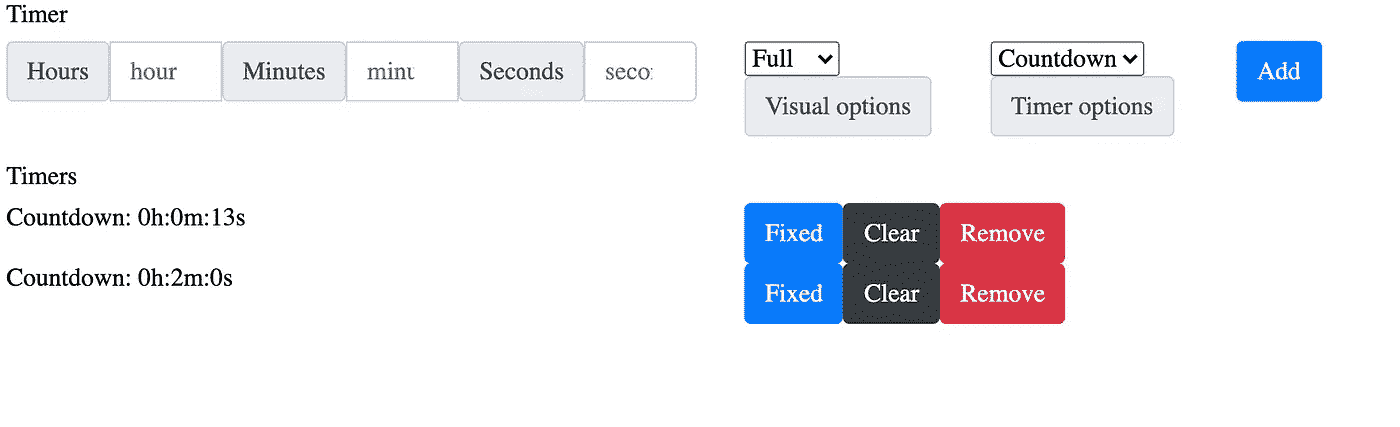 Timer
Hours hour Minutes minu Seconds seco Full Countdown Add
Visual options Timer options
Timers
Countdown: 0h:0m:13s Fixed Clear Remove
Countdown: 0h:2m:0s Fixed Clear Remove